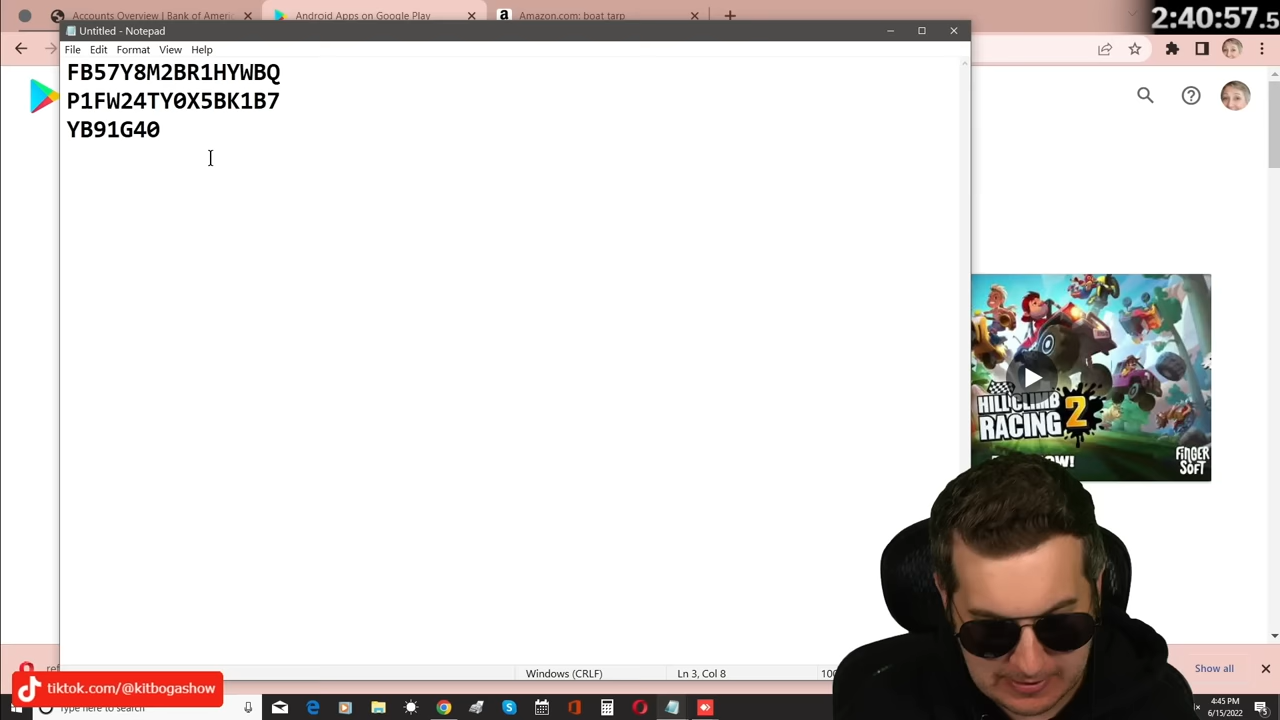 Accounts Overview | Bank of Ameri
Android Apps on Google Play
Amazon.com: boat tarp
2:40:57.5
Untitled - Notepad
File Edit Format View Help
FB57Y8M2BR1HYWBQ
P1FW24TY0X5BK1B7
YB91G40
HILL CLIMB
RACING 2
FINGER
SOFT
Windows (CRLF)
Ln 3, Col 8
100
Show all
tiktok.com/@kitbogashow
Type here to search
4:45 PM
6/15/2022